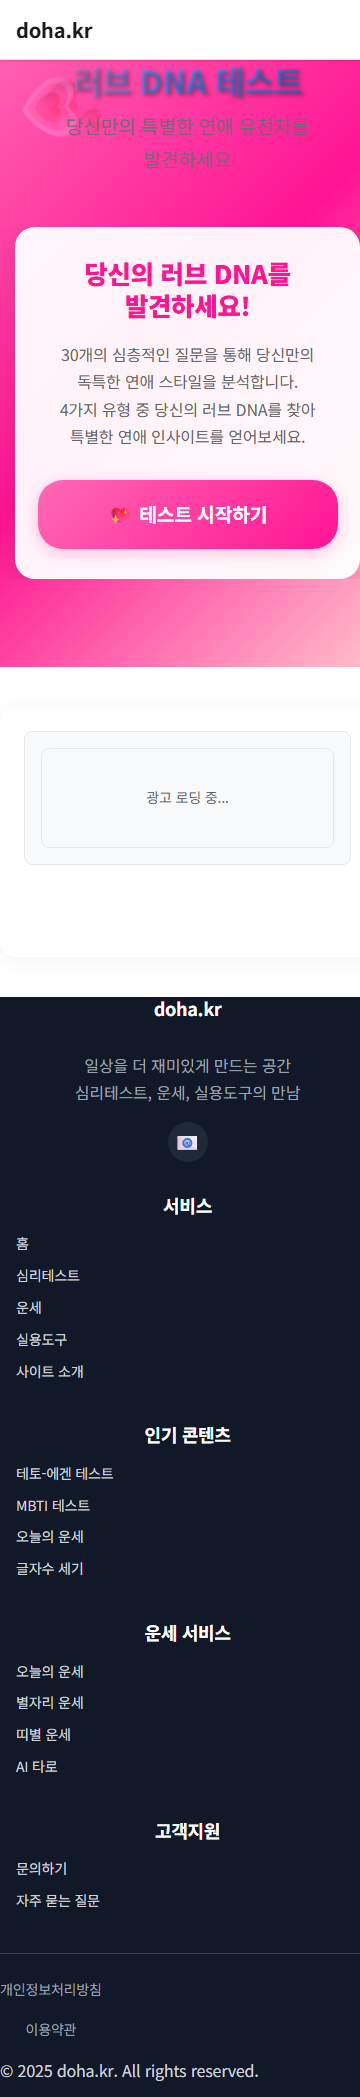 doha.kr
러브 DNA 테스트
당신만의 특별한 연애 유전자를
발견하세요
당신의 러브 DNA를
발견하세요!
30개의 심층적인 질문을 통해 당신만의
독특한 연애 스타일을 분석합니다.
4가지 유형 중 당신의 러브 DNA를 찾아
특별한 연애 인사이트를 얻어보세요.
💖 테스트 시작하기
광고 로딩 중...
doha.kr
일상을 더 재미있게 만드는 공간
심리테스트, 운세, 실용도구의 만남
서비스
홈
심리테스트
운세
실용도구
사이트 소개
인기 콘텐츠
테토-에겐 테스트
MBTI 테스트
오늘의 운세
글자수 세기
운세 서비스
오늘의 운세
별자리 운세
띠별 운세
AI 타로
고객지원
문의하기
자주 묻는 질문
개인정보처리방침
이용약관
© 2025 doha.kr. All rights reserved.